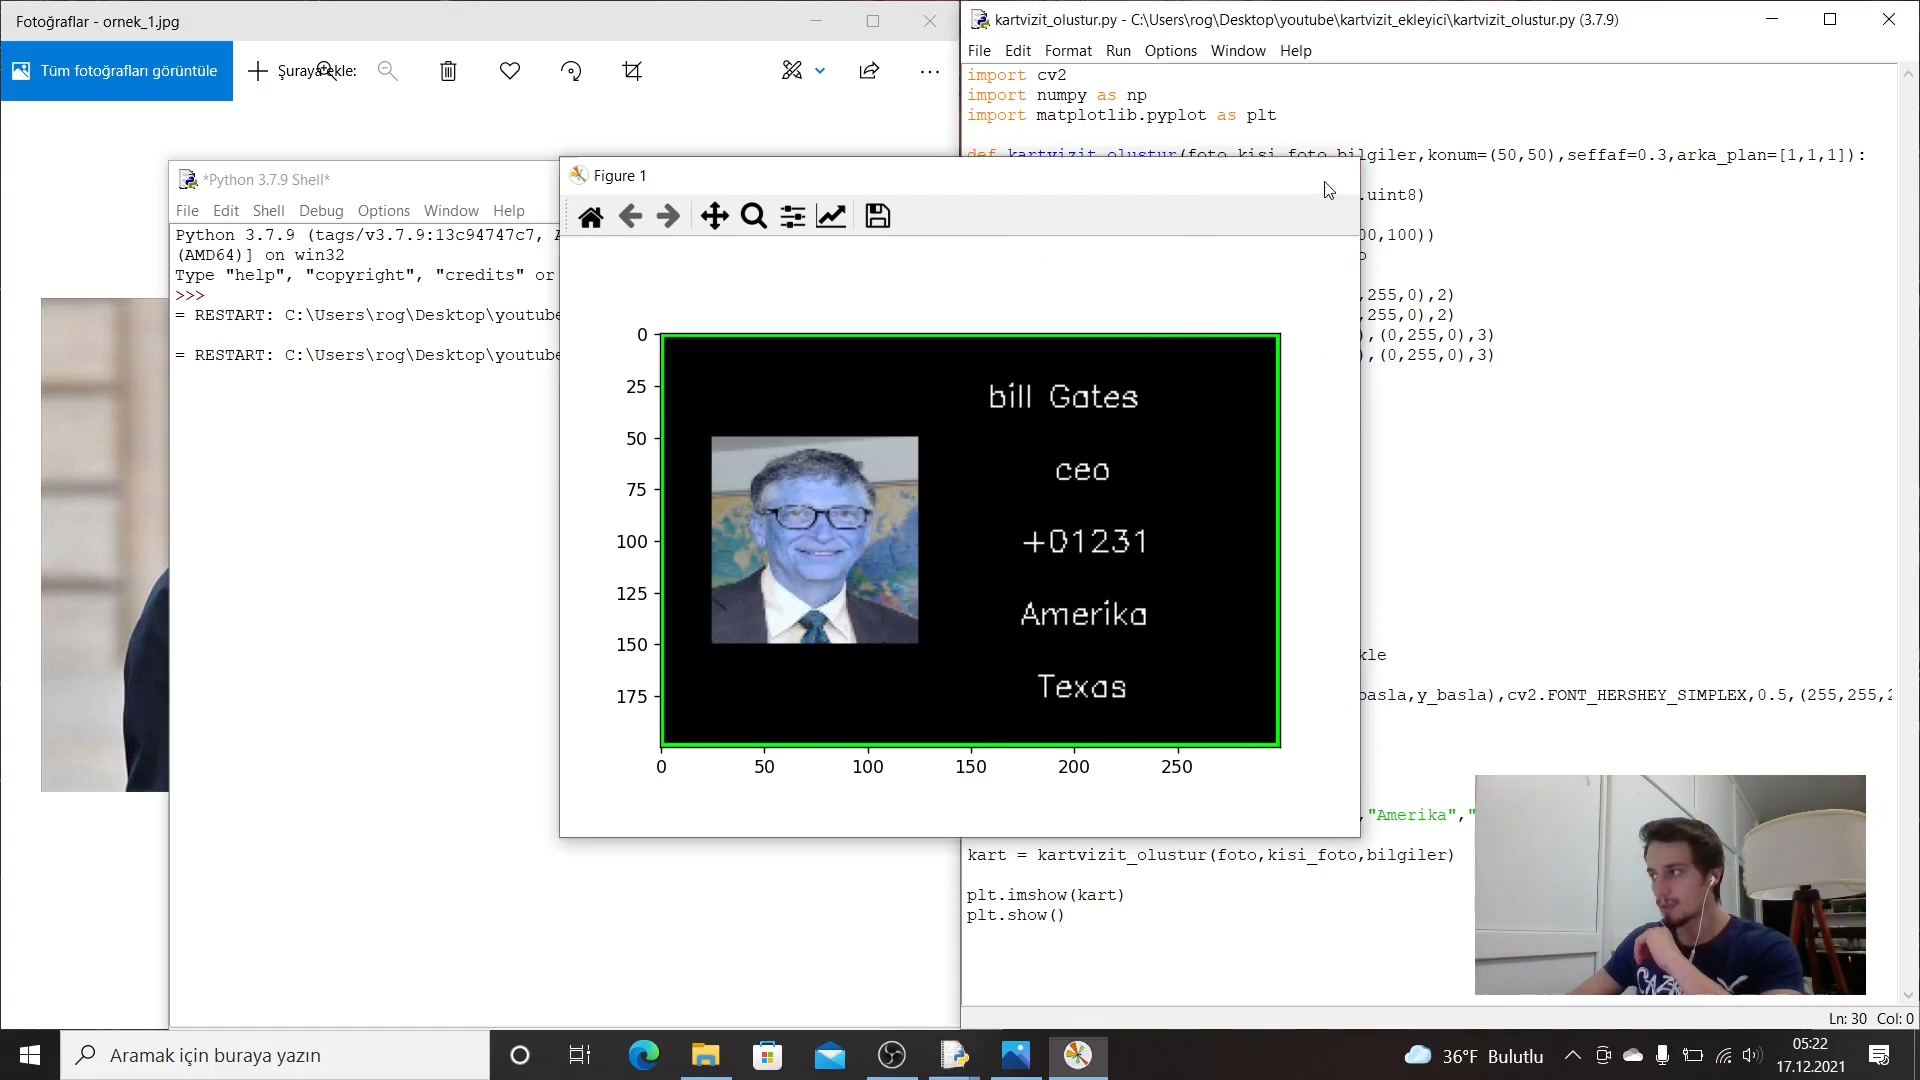 Fotoğraflar - ornek_1.jpg
Tüm fotoğrafları görüntüle
Şuraya ekle:
*Python 3.7.9 Shell*
File Edit Shell Debug Options Window Help
Python 3.7.9 (tags/v3.7.9:13c94747c7,
(AMD64)] on win32
Type "help", "copyright", "credits" or
>>>
= RESTART: C:\Users\rog\Desktop\youtube
= RESTART: C:\Users\rog\Desktop\youtube
Figure 1
0
25
50
75
100
125
150
175
0 50 100 150 200 250
bill Gates
ceo
+01231
Amerika
Texas
kartvizit_olustur.py - C:\Users\rog\Desktop\youtube\kartvizit_ekleyici\kartvizit_olustur.py (3.7.9)
File Edit Format Run Options Window Help
import cv2
import numpy as np
import matplotlib.pyplot as plt
def kartvizit_olustur(foto,kisi_foto,bilgiler,konum=(50,50),seffaf=0.3,arka_plan=[1,1,1]):
.uint8)
00,100))
,255,0),2)
,255,0),2)
),(0,255,0),3)
),(0,255,0),3)
kle
basla,y_basla),cv2.FONT_HERSHEY_SIMPLEX,0.5,(255,255,2
,"Amerika","
kart = kartvizit_olustur(foto,kisi_foto,bilgiler)
plt.imshow(kart)
plt.show()
Ln: 30 Col: 0
Aramak için buraya yazın
36°F Bulutlu
05:22
17.12.2021